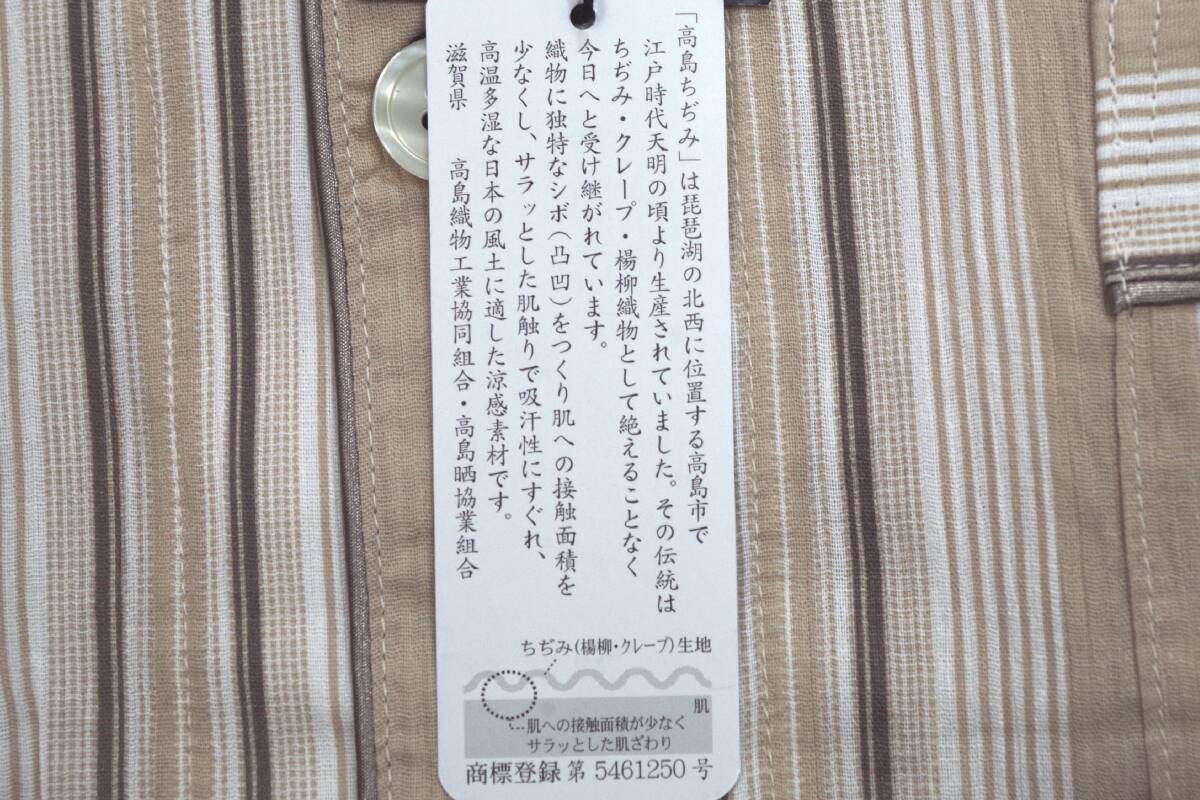 「高島ちぢみ」は琵琶湖の北西に位置する高島市で
江戸時代天明の頃より生産されていました。その伝統は
ちぢみ・クレープ・楊柳織物として絶えることなく
今日へと受け継がれています。
織物に独特なシボ(凸凹)をつくり肌への接触面積を
少なくし、サラッとした肌触りで吸汗性にすぐれ、
高温多湿な日本の風土に適した涼感素材です。
滋賀県　高島織物工業協同組合・高島晒協業組合
ちぢみ(楊柳・クレープ)生地
肌
肌への接触面積が少なく
サラッとした肌ざわり
商標登録 第 5461250 号